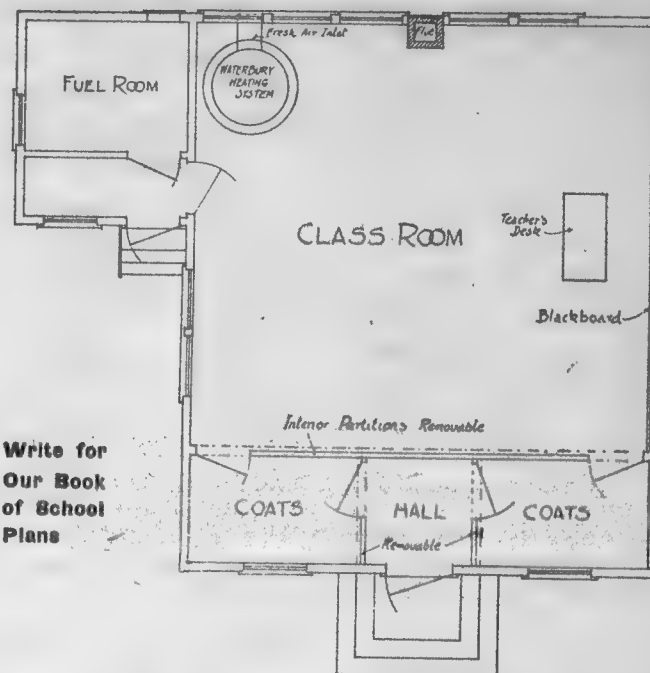 Fresh Air Inlet
Flue
WATERBURY
HEATING
SYSTEM
FUEL ROOM
CLASS ROOM
Teacher's
Desk
Blackboard
Interior Partitions Removable
Write for
Our Book
of School
Plans
COATS
HALL
COATS
Removable